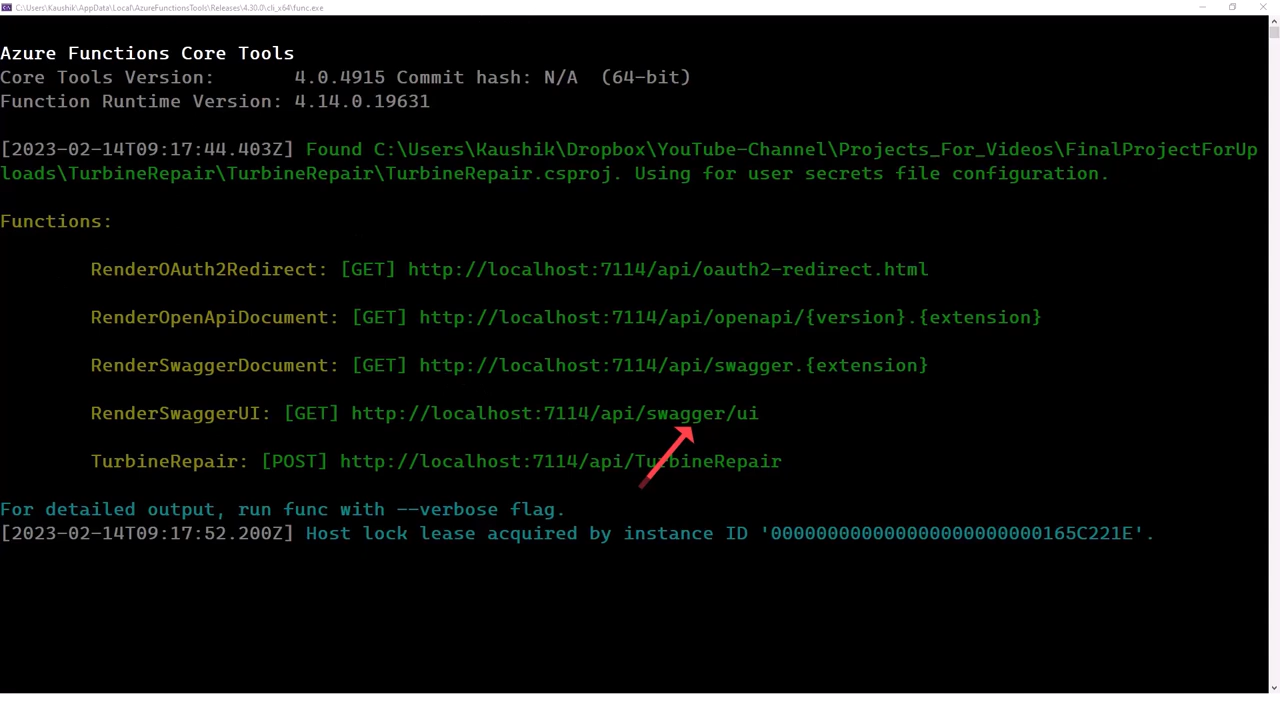 C:\Users\Kaushik\AppData\Local\AzureFunctionsTools\Releases\4.30.0\cli_x64\func.exe
Azure Functions Core Tools
Core Tools Version:       4.0.4915 Commit hash: N/A  (64-bit)
Function Runtime Version: 4.14.0.19631
[2023-02-14T09:17:44.403Z] Found C:\Users\Kaushik\Dropbox\YouTube-Channel\Projects_For_Videos\FinalProjectForUp
loads\TurbineRepair\TurbineRepair\TurbineRepair.csproj. Using for user secrets file configuration.
Functions:
RenderOAuth2Redirect: [GET] http://localhost:7114/api/oauth2-redirect.html
RenderOpenApiDocument: [GET] http://localhost:7114/api/openapi/{version}.{extension}
RenderSwaggerDocument: [GET] http://localhost:7114/api/swagger.{extension}
RenderSwaggerUI: [GET] http://localhost:7114/api/swagger/ui
TurbineRepair: [POST] http://localhost:7114/api/TurbineRepair
For detailed output, run func with --verbose flag.
[2023-02-14T09:17:52.200Z] Host lock lease acquired by instance ID '000000000000000000000000165C221E'.